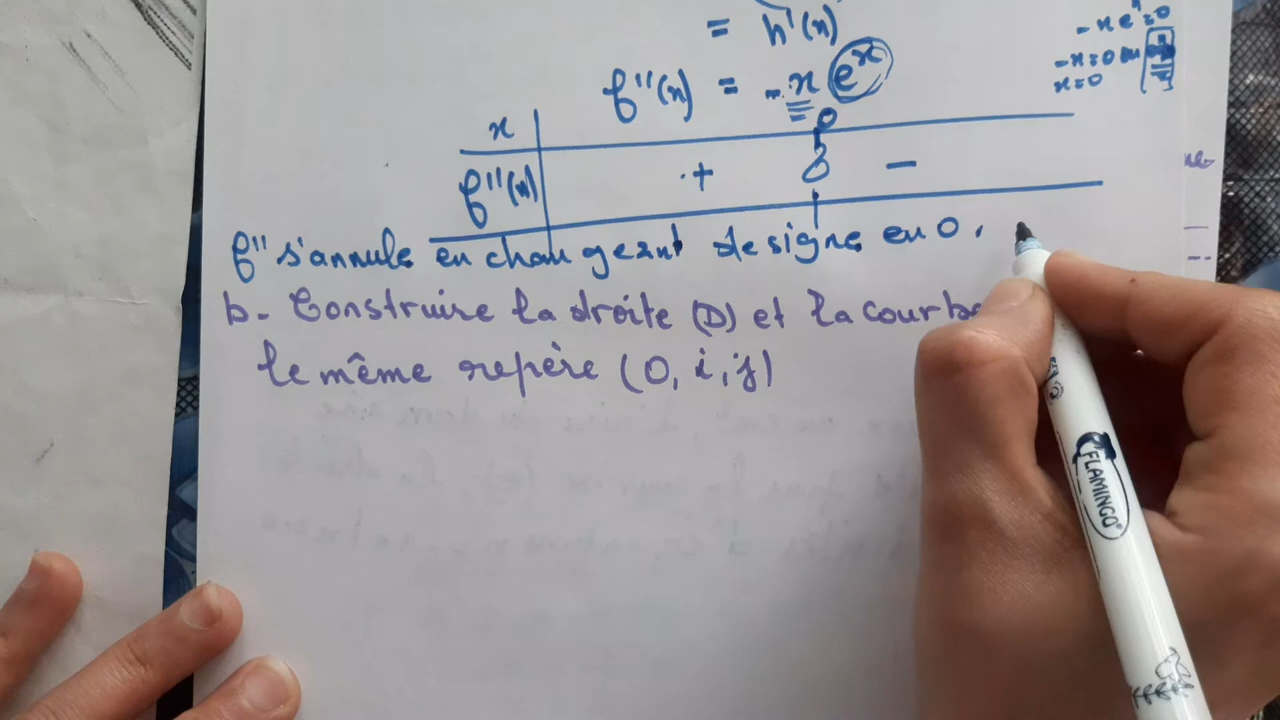 = h'(x)
f''(x) = -x e^x
-x e^x = 0
-x = 0 ou
x = 0
x 0
f''(x) + 0 -
f'' s'annule en changeant de signe en 0.
b- Construire la droite (D) et la courbe
le même repère (O, i, j)
FLAMINGO